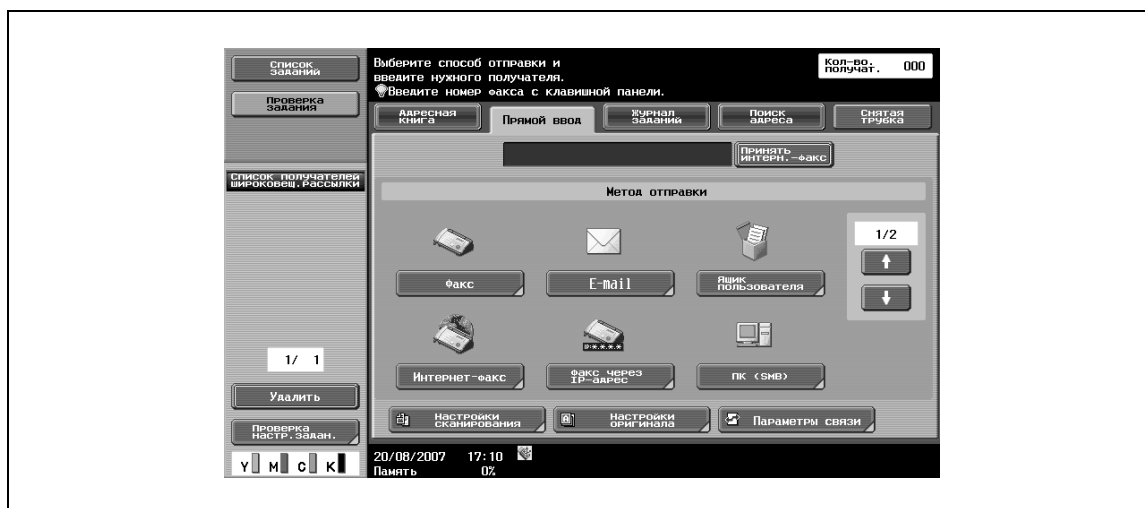 Список
заданий
Проверка
задания
Список получателей
широковещ.рассылки
1/ 1
Удалить
Проверка
настр.задан.
Y M C K
Выберите способ отправки и
введите нужного получателя.
Введите номер факса с клавишной панели.
Кол-во.
получат. 000
Адресная
книга
Прямой ввод
Журнал
заданий
Поиск
адреса
Снятая
трубка
Принять
интерн.-факс
Метод отправки
1/2
Факс
E-mail
Ящик
пользователя
Интернет-факс
Факс через
IP-адрес
ПК (SMB)
Настройки
сканирования
Настройки
оригинала
Параметры связи
20/08/2007 17:10
Память 0%